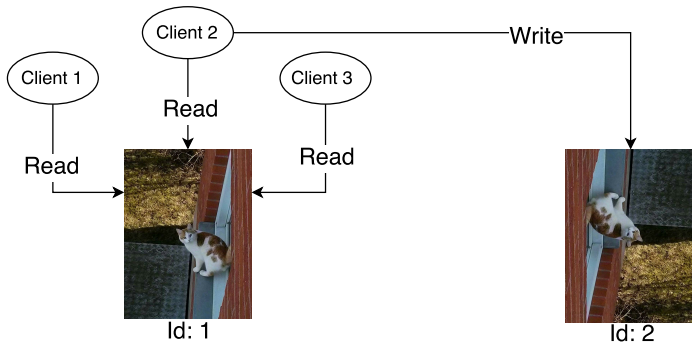 Client 2
Write
Client 1
Client 3
Read
Read
Read
Id: 1
Id: 2